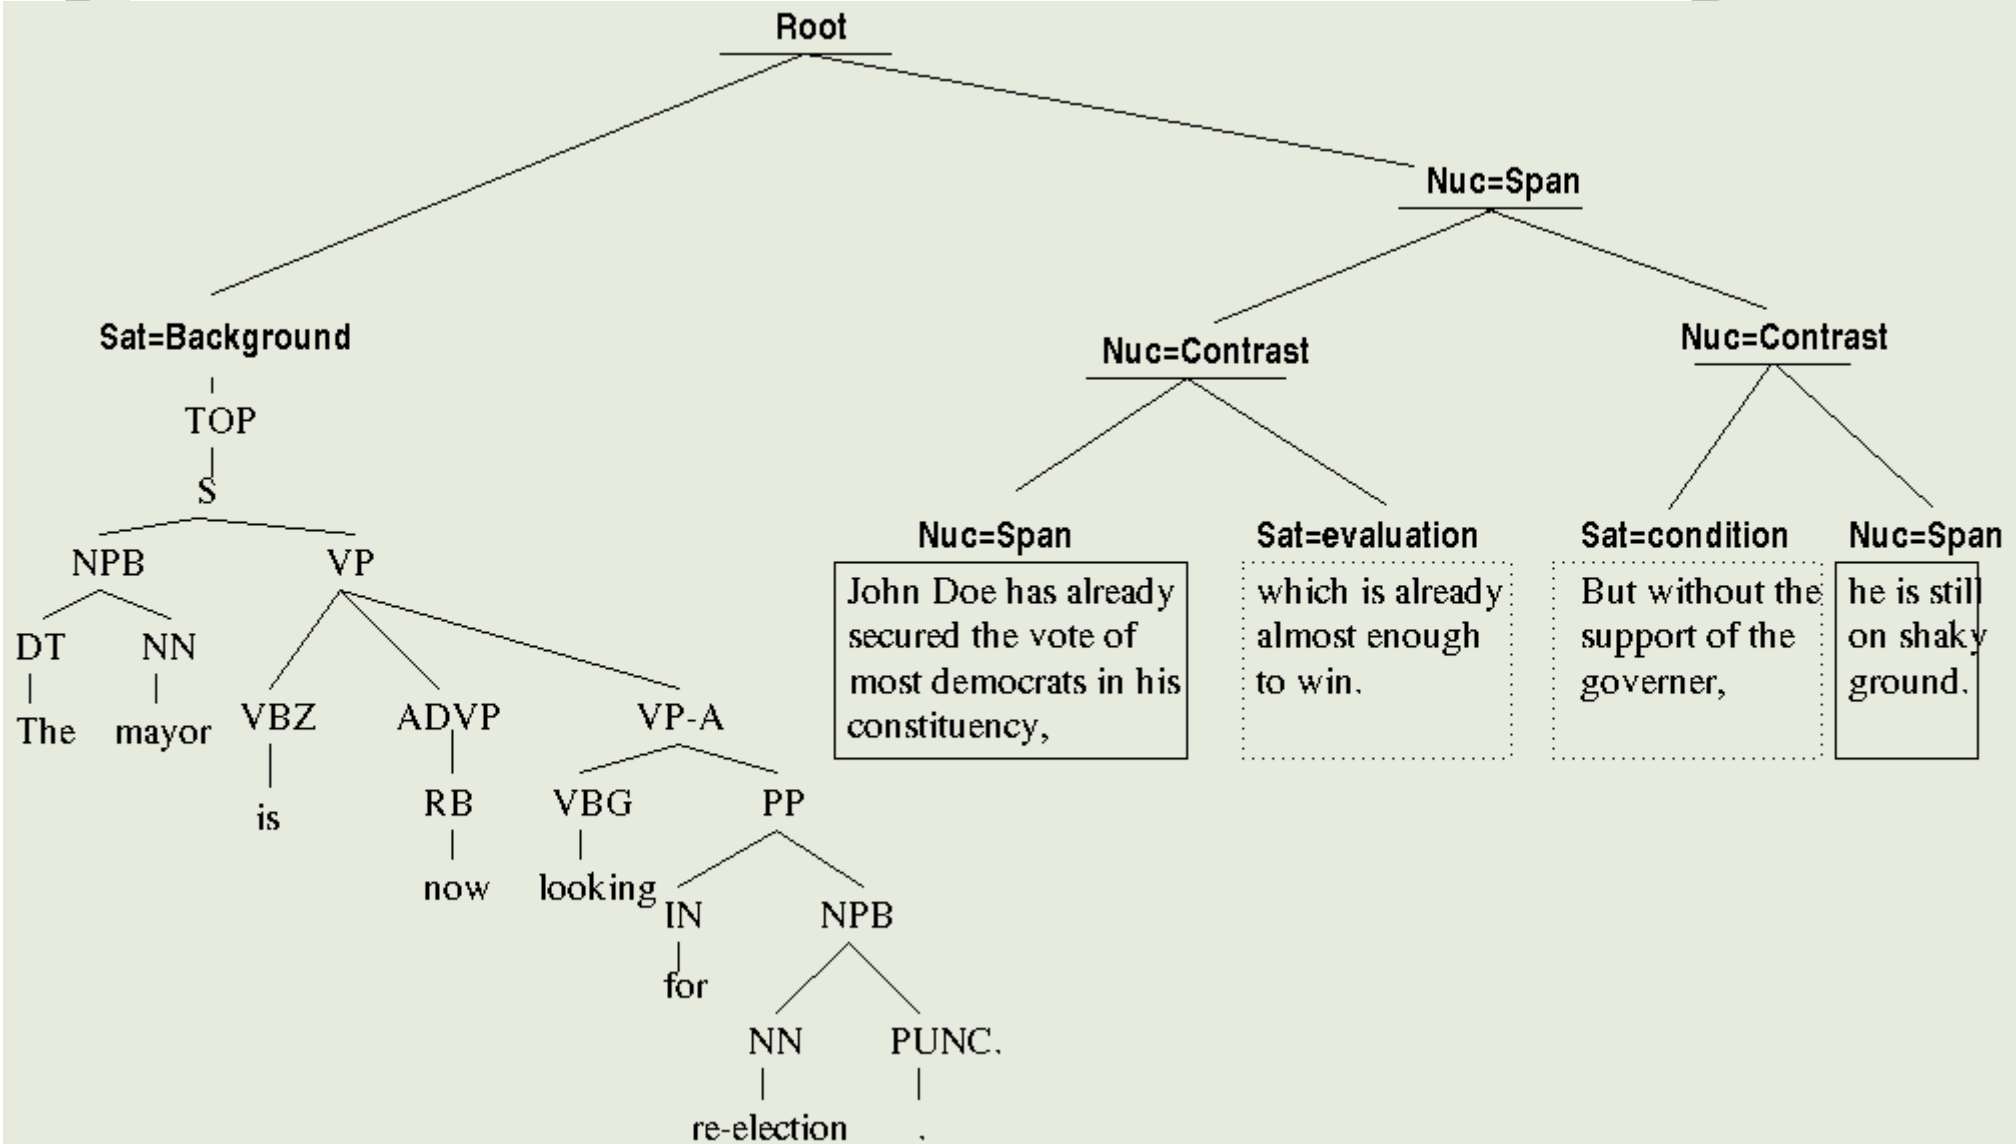 Root
Nuc=Span
Sat=Background
Nuc=Contrast
Nuc=Contrast
TOP
S
NPB
VP
Nuc=Span
Sat=evaluation
Sat=condition
Nuc=Span
John Doe has already
secured the vote of
most democrats in his
constituency,
which is already
almost enough
to win.
But without the
support of the
governer,
he is still
on shaky
ground.
DT
NN
The
mayor
VBZ
ADVP
VP-A
is
RB
VBG
PP
now
looking
IN
NPB
for
NN
PUNC.
re-election
.